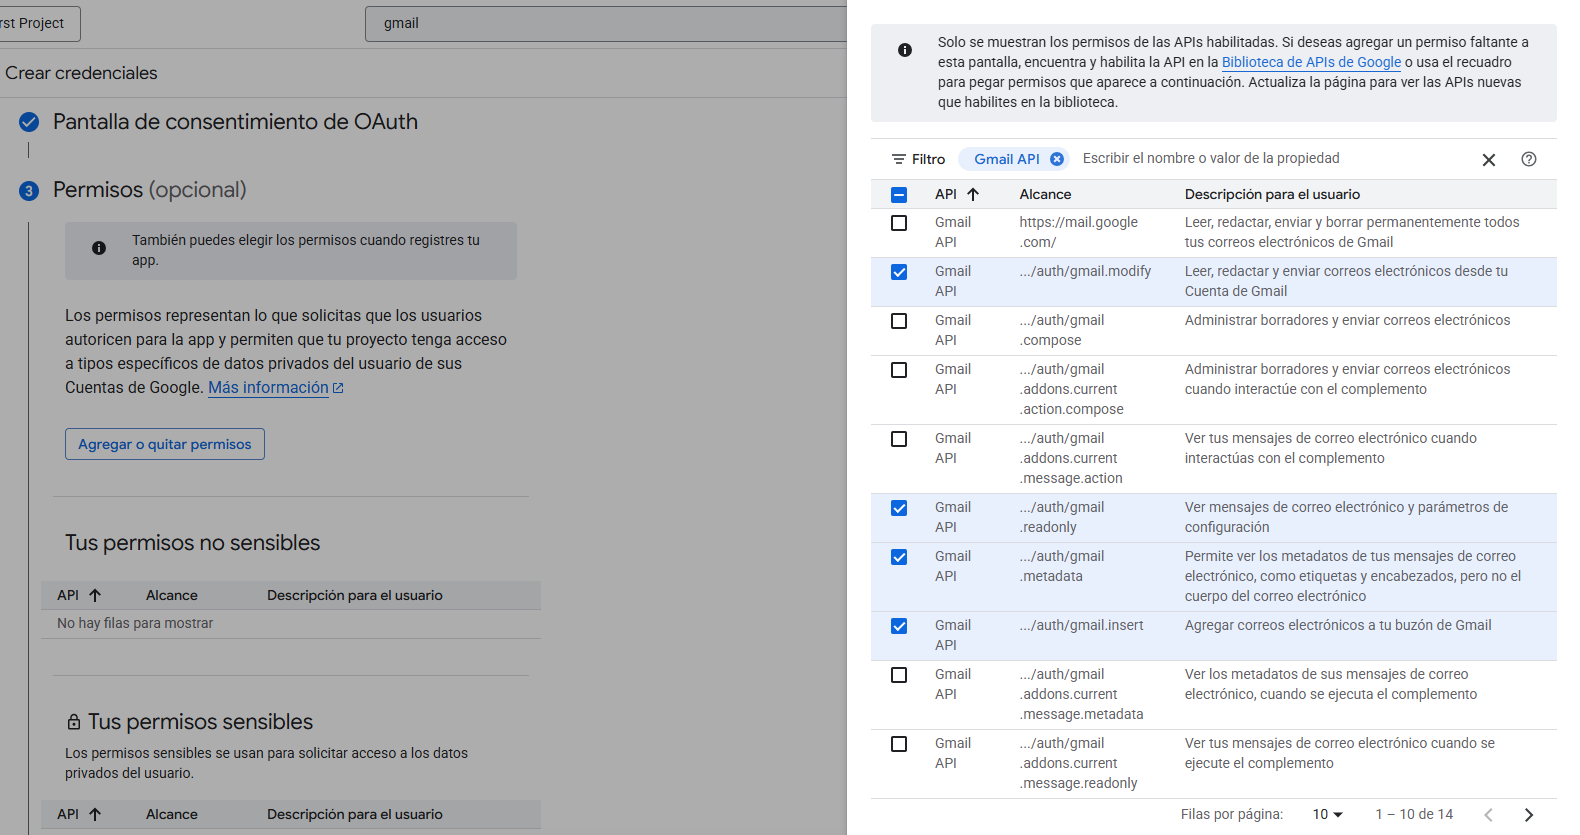 rst Project
gmail
Crear credenciales
Pantalla de consentimiento de OAuth
3
Permisos (opcional)
También puedes elegir los permisos cuando registres tu
app.
Los permisos representan lo que solicitas que los usuarios
autoricen para la app y permiten que tu proyecto tenga acceso
a tipos específicos de datos privados del usuario de sus
Cuentas de Google. Más información
Agregar o quitar permisos
Tus permisos no sensibles
API Alcance Descripción para el usuario
No hay filas para mostrar
Tus permisos sensibles
Los permisos sensibles se usan para solicitar acceso a los datos
privados del usuario.
API Alcance Descripción para el usuario
Solo se muestran los permisos de las APIs habilitadas. Si deseas agregar un permiso faltante a
esta pantalla, encuentra y habilita la API en la Biblioteca de APIs de Google o usa el recuadro
para pegar permisos que aparece a continuación. Actualiza la página para ver las APIs nuevas
que habilites en la biblioteca.
Filtro Gmail API Escribir el nombre o valor de la propiedad
API Alcance Descripción para el usuario
Gmail https://mail.google Leer, redactar, enviar y borrar permanentemente todos
API .com/ tus correos electrónicos de Gmail
Gmail .../auth/gmail.modify Leer, redactar y enviar correos electrónicos desde tu
API Cuenta de Gmail
Gmail .../auth/gmail Administrar borradores y enviar correos electrónicos
API .compose
Gmail .../auth/gmail Administrar borradores y enviar correos electrónicos
API .addons.current cuando interactúe con el complemento
.action.compose
Gmail .../auth/gmail Ver tus mensajes de correo electrónico cuando
API .addons.current interactúas con el complemento
.message.action
Gmail .../auth/gmail Ver mensajes de correo electrónico y parámetros de
API .readonly configuración
Gmail .../auth/gmail Permite ver los metadatos de tus mensajes de correo
API .metadata electrónico, como etiquetas y encabezados, pero no el
cuerpo del correo electrónico
Gmail .../auth/gmail.insert Agregar correos electrónicos a tu buzón de Gmail
API
Gmail .../auth/gmail Ver los metadatos de sus mensajes de correo
API .addons.current electrónico, cuando se ejecuta el complemento
.message.metadata
Gmail .../auth/gmail Ver tus mensajes de correo electrónico cuando se
API .addons.current ejecute el complemento
.message.readonly
Filas por página: 10 1 – 10 de 14